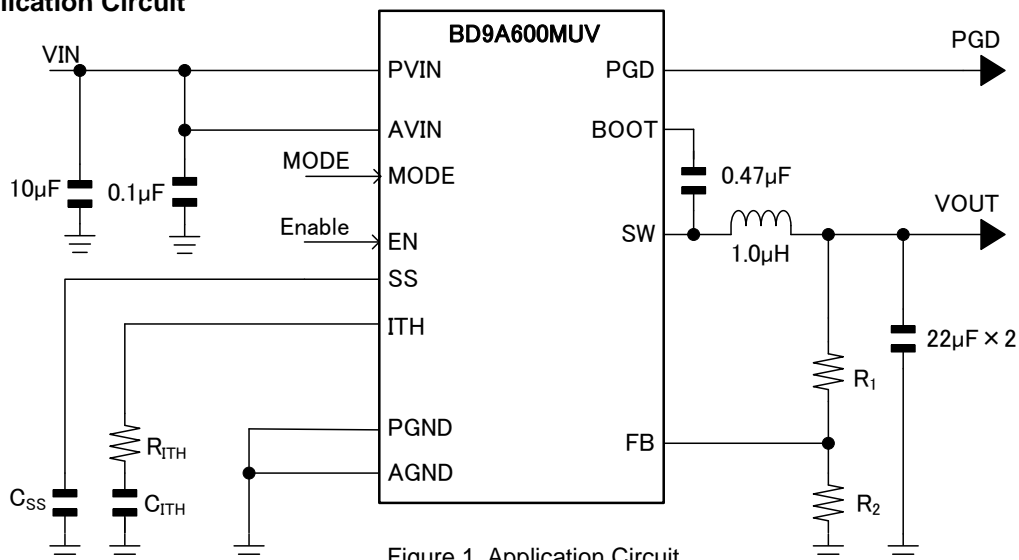 lication Circuit
BD9A600MUV
VIN
PVIN
PGD
PGD
AVIN
BOOT
MODE
MODE
10µF
0.1µF
0.47µF
Enable
EN
SW
VOUT
1.0µH
SS
ITH
22µF × 2
R1
PGND
FB
RITH
AGND
CSS
CITH
R2
Figure 1. Application Circuit